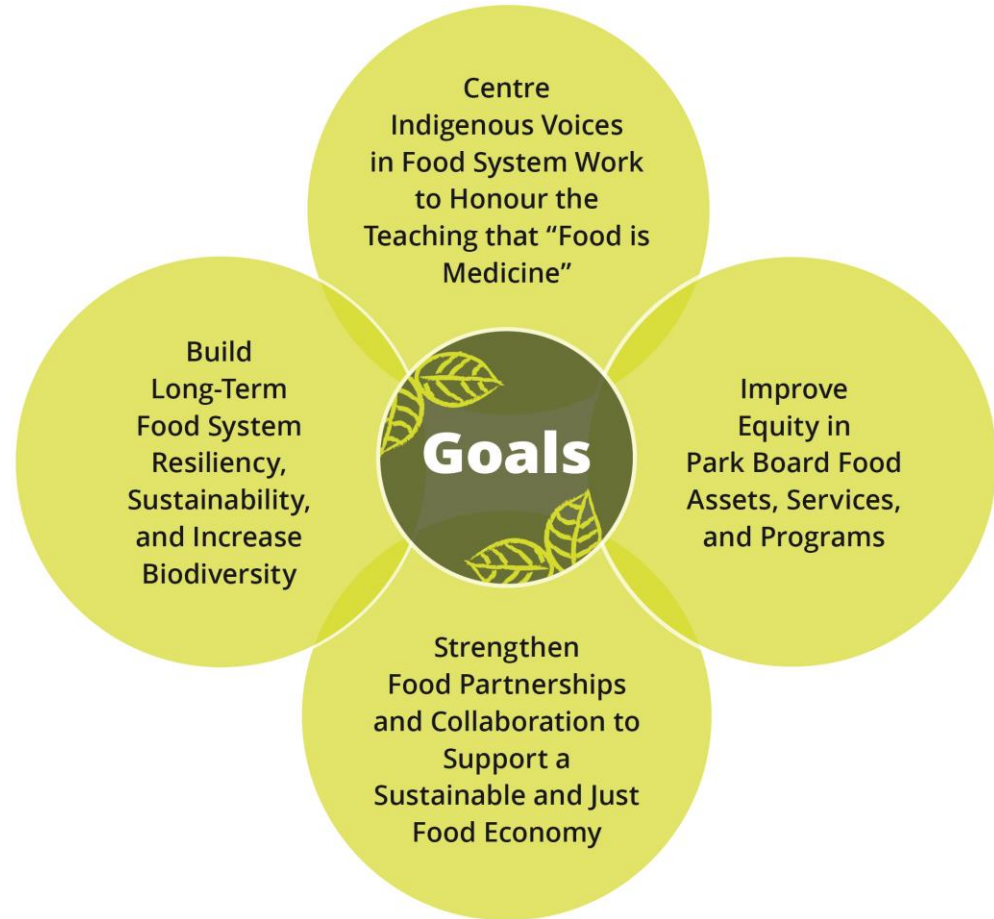 Centre
Indigenous Voices
in Food System Work
to Honour the
Teaching that “Food is
Medicine”
Build
Long-Term
Food System
Resiliency,
Sustainability,
and Increase
Biodiversity
Goals
Improve
Equity in
Park Board Food
Assets, Services,
and Programs
Strengthen
Food Partnerships
and Collaboration to
Support a
Sustainable and Just
Food Economy